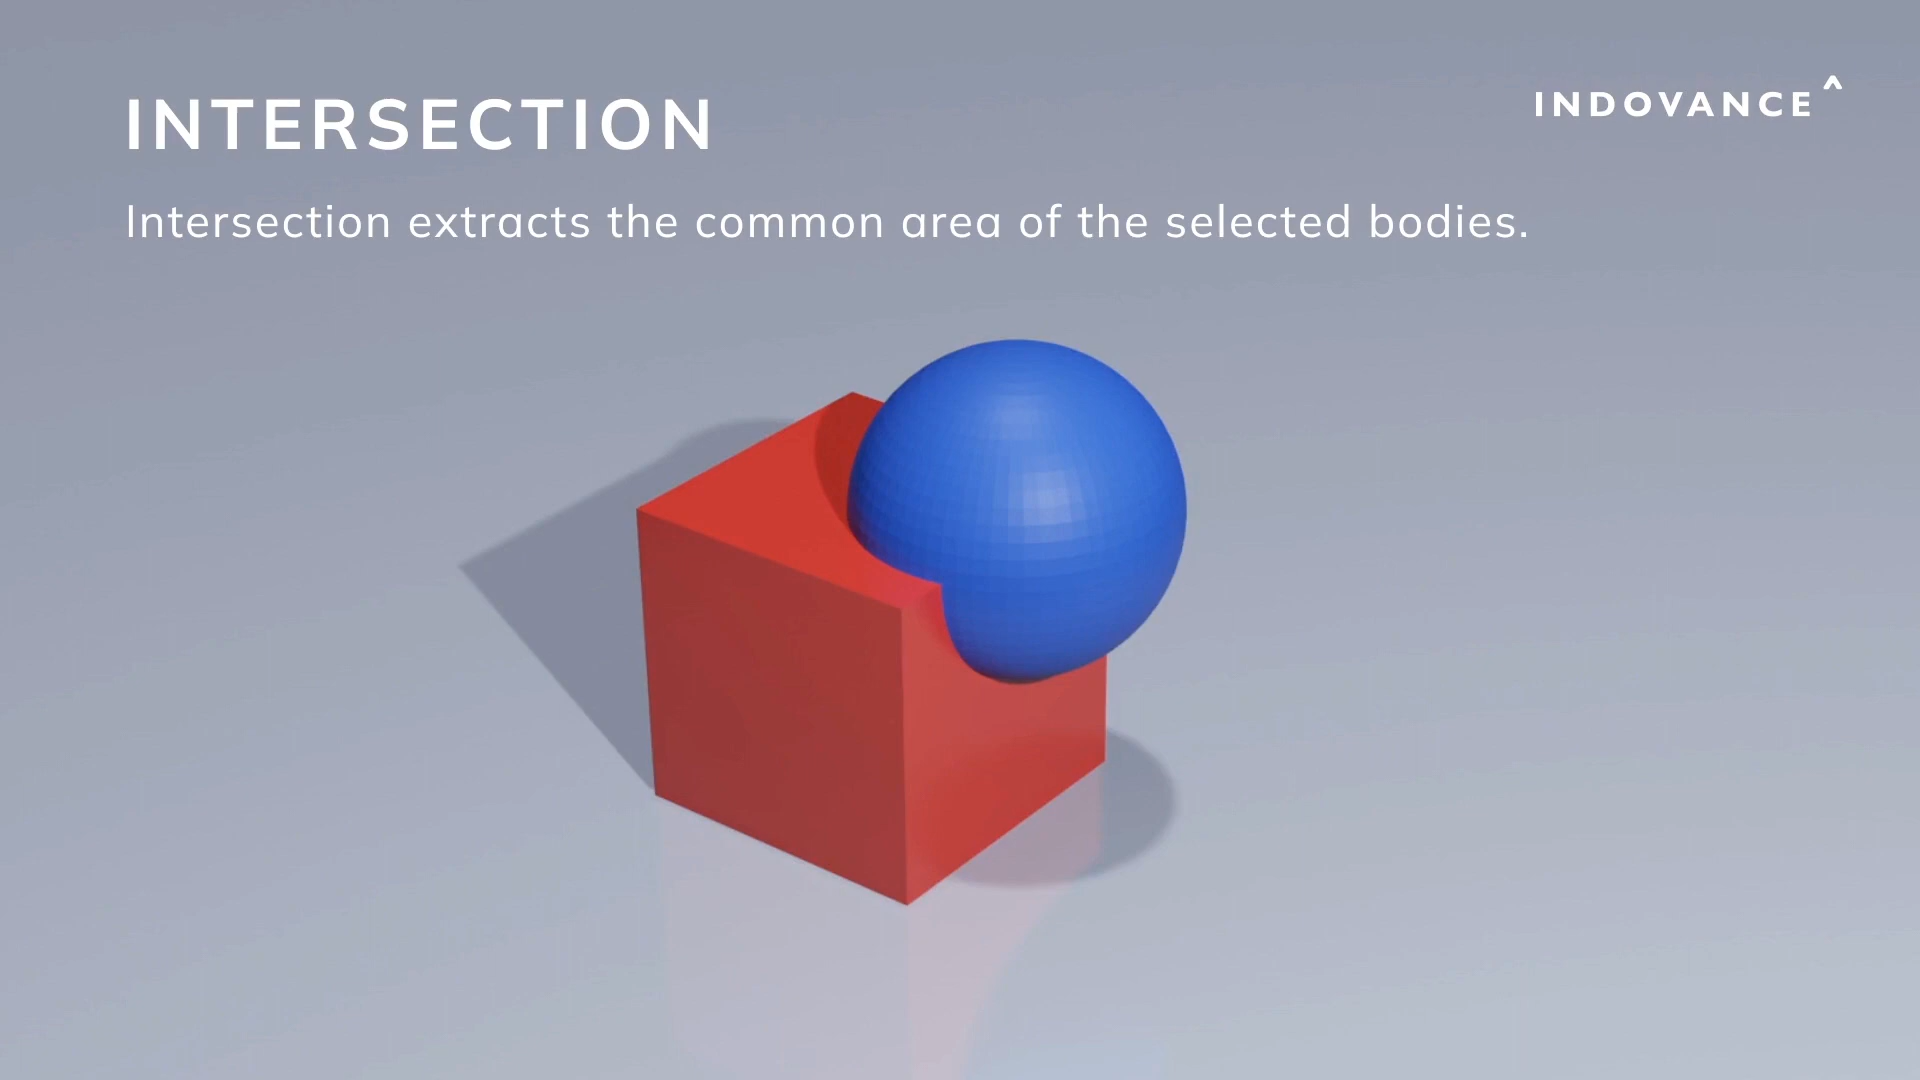 INTERSECTION
INDOVANCE^
Intersection extracts the common area of the selected bodies.